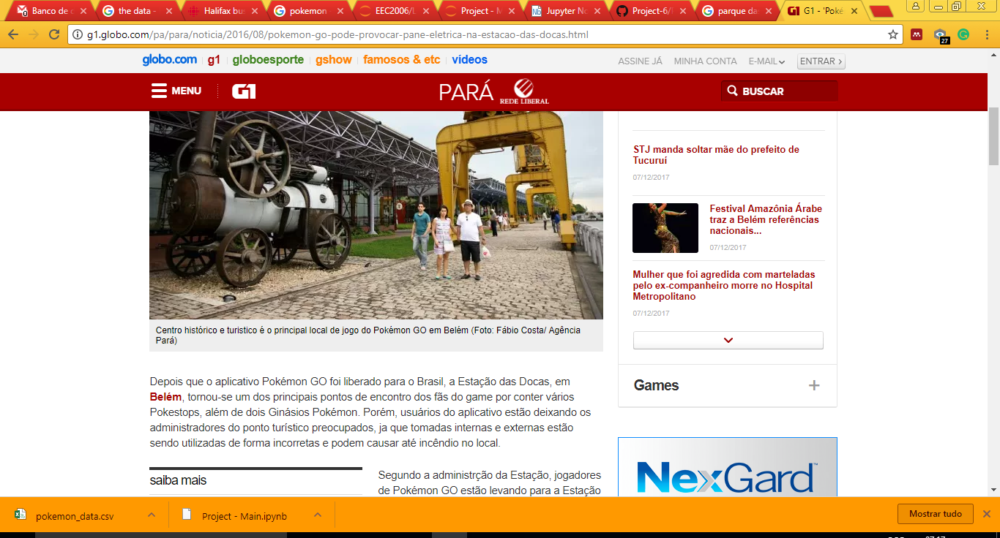 Banco de d
the data -
Halifax bus
pokemon
EEC2006/L
Project - M
Jupyter No
Project-6/P
parque da
G1 - 'Poké
g1.globo.com/pa/para/noticia/2016/08/pokemon-go-pode-provocar-pane-eletrica-na-estacao-das-docas.html
27
globo.com g1 globoesporte gshow famosos & etc vídeos
ASSINE JÁ MINHA CONTA E-MAIL ENTRAR ›
MENU G1
PARÁ REDE LIBERAL
BUSCAR
Centro histórico e turistico é o principal local de jogo do Pokémon GO em Belém (Foto: Fábio Costa/ Agência
Pará)
Depois que o aplicativo Pokémon GO foi liberado para o Brasil, a Estação das Docas, em
Belém, tornou-se um dos principais pontos de encontro dos fãs do game por conter vários
Pokestops, além de dois Ginásios Pokémon. Porém, usuários do aplicativo estão deixando os
administradores do ponto turístico preocupados, ja que tomadas internas e externas estão
sendo utilizadas de forma incorretas e podem causar até incêndio no local.
saiba mais
Segundo a administrção da Estação, jogadores
de Pokémon GO estão levando para a Estação
STJ manda soltar mãe do prefeito de
Tucuruí
07/12/2017
Festival Amazônia Árabe
traz a Belém referências
nacionais...
07/12/2017
Mulher que foi agredida com marteladas
pelo ex-companheiro morre no Hospital
Metropolitano
07/12/2017
Games
NexGard™
pokemon_data.csv
Project - Main.ipynb
Mostrar tudo